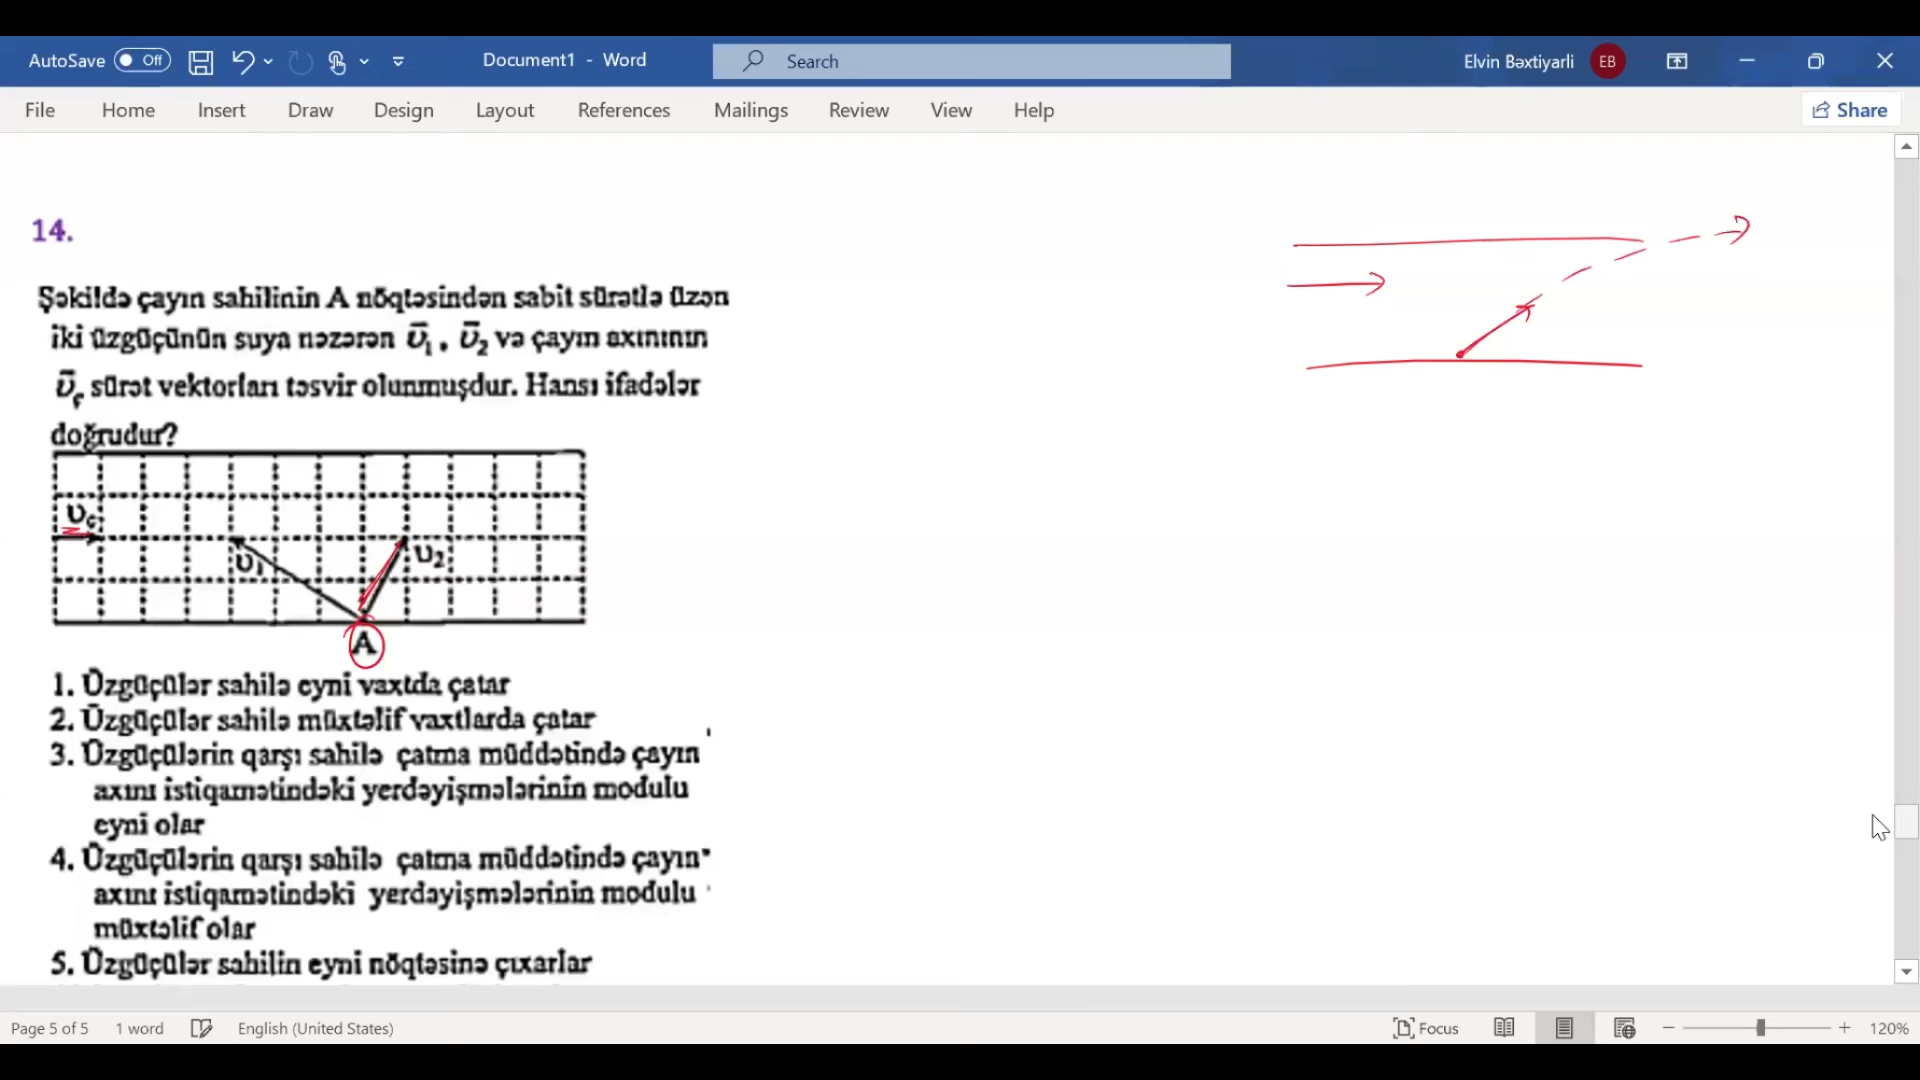 AutoSave Off Document1 - Word Search Elvin Bəxtiyarli EB
File Home Insert Draw Design Layout References Mailings Review View Help Share
14.
Şəkildə çayın sahilinin A nöqtəsindən sabit sürətlə üzən
iki üzgüçünün suya nəzərən υ⃗₁ , υ⃗₂ və çayın axınının
υ⃗ç sürət vektorları təsvir olunmuşdur. Hansı ifadələr
doğrudur?
υç
υ₁
υ₂
A
1. Üzgüçülər sahilə eyni vaxtda çatar
2. Üzgüçülər sahilə müxtəlif vaxtlarda çatar
3. Üzgüçülərin qarşı sahilə çatma müddətində çayın
axını istiqamətindəki yerdəyişmələrinin modulu
eyni olar
4. Üzgüçülərin qarşı sahilə çatma müddətində çayın
axını istiqamətindəki yerdəyişmələrinin modulu
müxtəlif olar
5. Üzgüçülər sahilin eyni nöqtəsinə çıxarlar
Page 5 of 5 1 word English (United States) Focus 120%